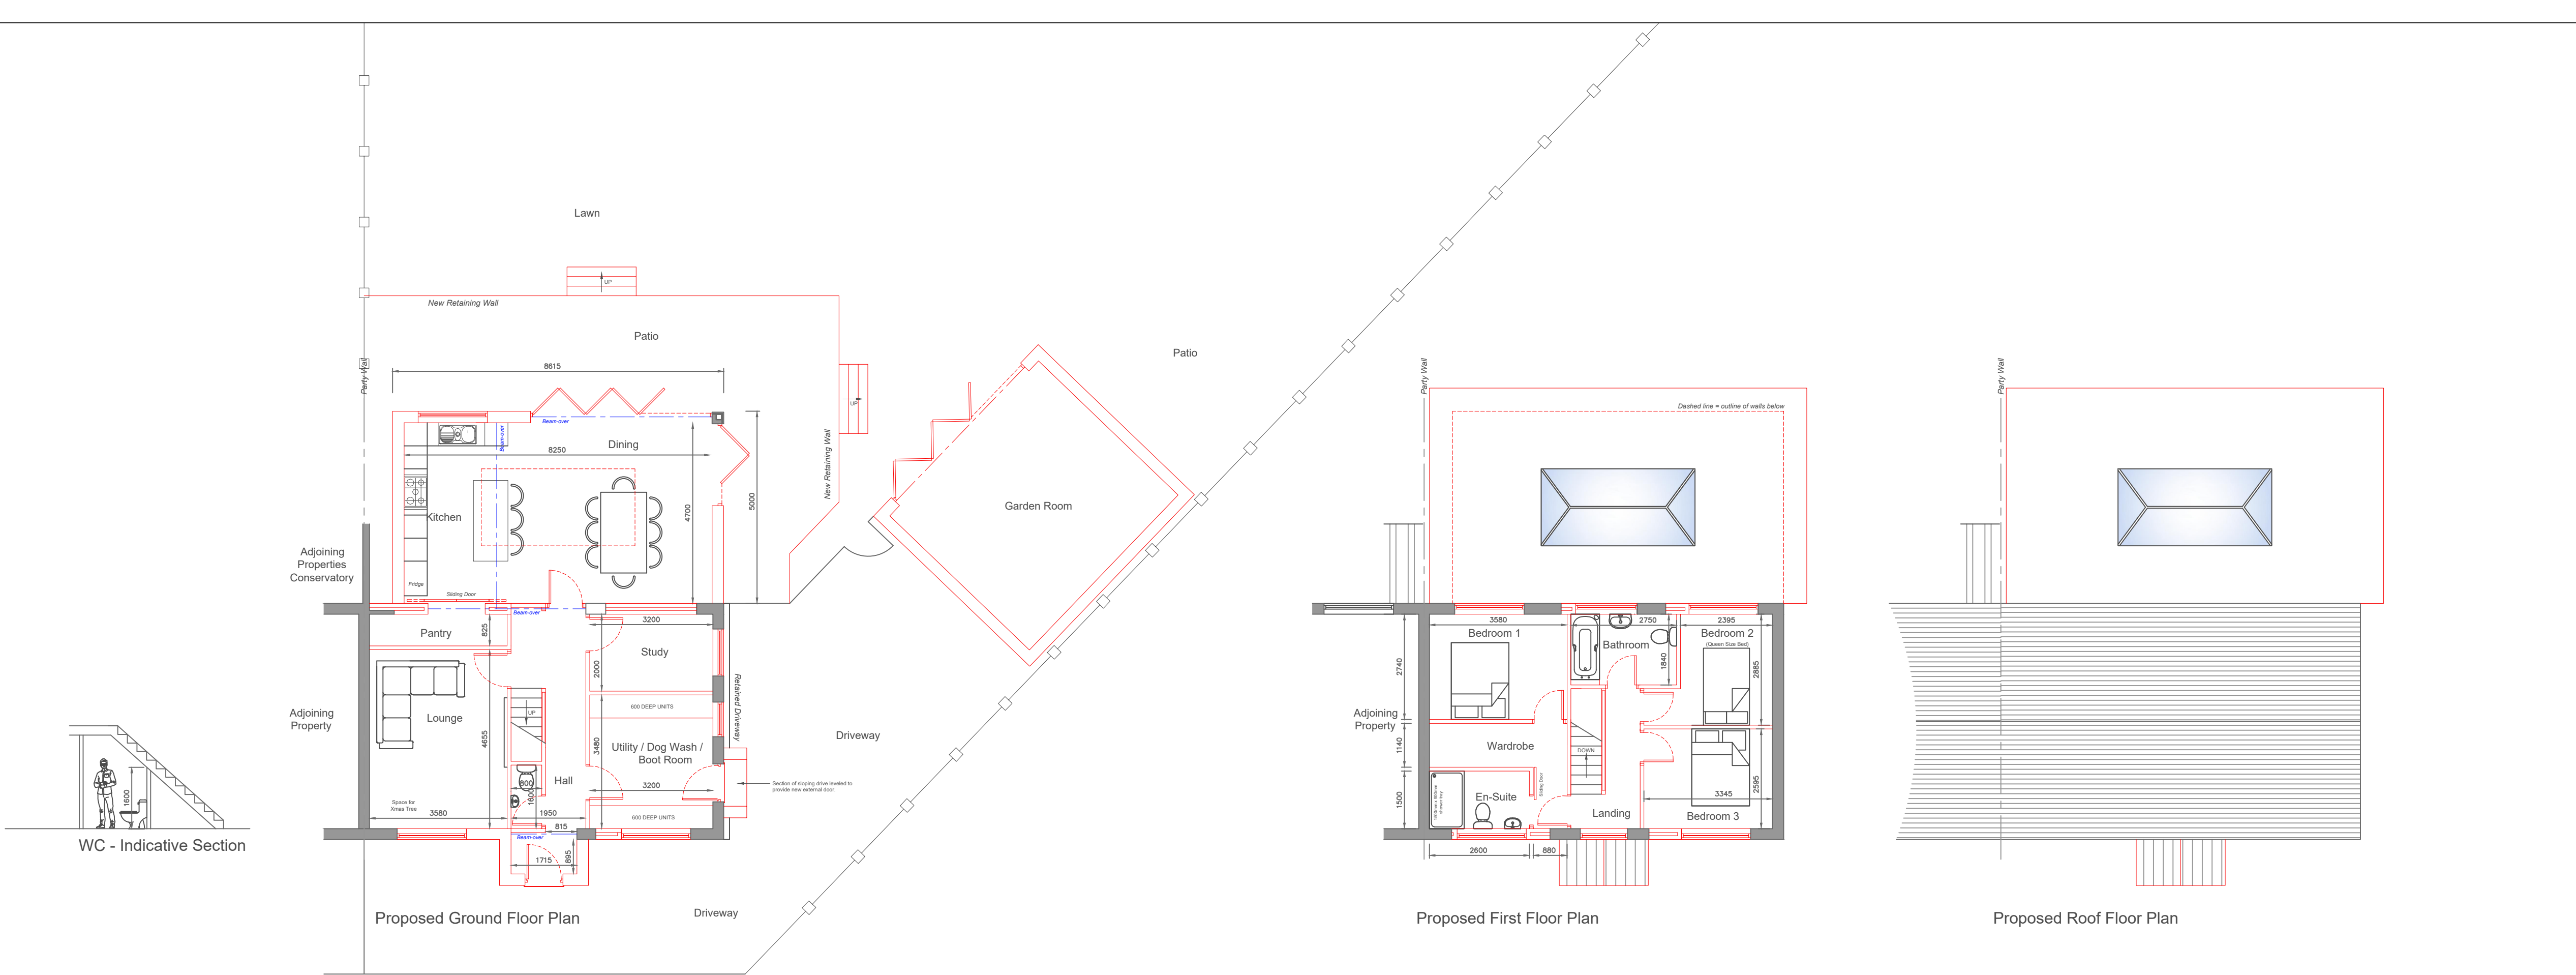 Lawn
UP
New Retaining Wall
Patio
Party Wall
8615
Beam-over
Beam-over
Dining
8250
UP
New Retaining Wall
4700
5000
Kitchen
Fridge
Sliding Door
Beam-over
Adjoining
Properties
Conservatory
Patio
Garden Room
Pantry
825
3200
Study
2000
Retained Driveway
Adjoining
Property
Lounge
4655
UP
600 DEEP UNITS
3480
Utility / Dog Wash /
Boot Room
3200
600 DEEP UNITS
Hall
800
1600
Space for
Xmas Tree
3580
1950
815
Beam-over
1715
895
Section of sloping drive leveled to
provide new external door.
Driveway
Driveway
1600
WC - Indicative Section
Proposed Ground Floor Plan
Party Wall
Dashed line = outline of walls below
3580
Bedroom 1
2750
Bathroom
1840
2395
Bedroom 2
(Queen Size Bed)
2885
2740
Adjoining
Property
1140
Wardrobe
DOWN
1500
En-Suite
Sliding Door
Landing
3345
Bedroom 3
2595
2600
880
Proposed First Floor Plan
Party Wall
Proposed Roof Floor Plan